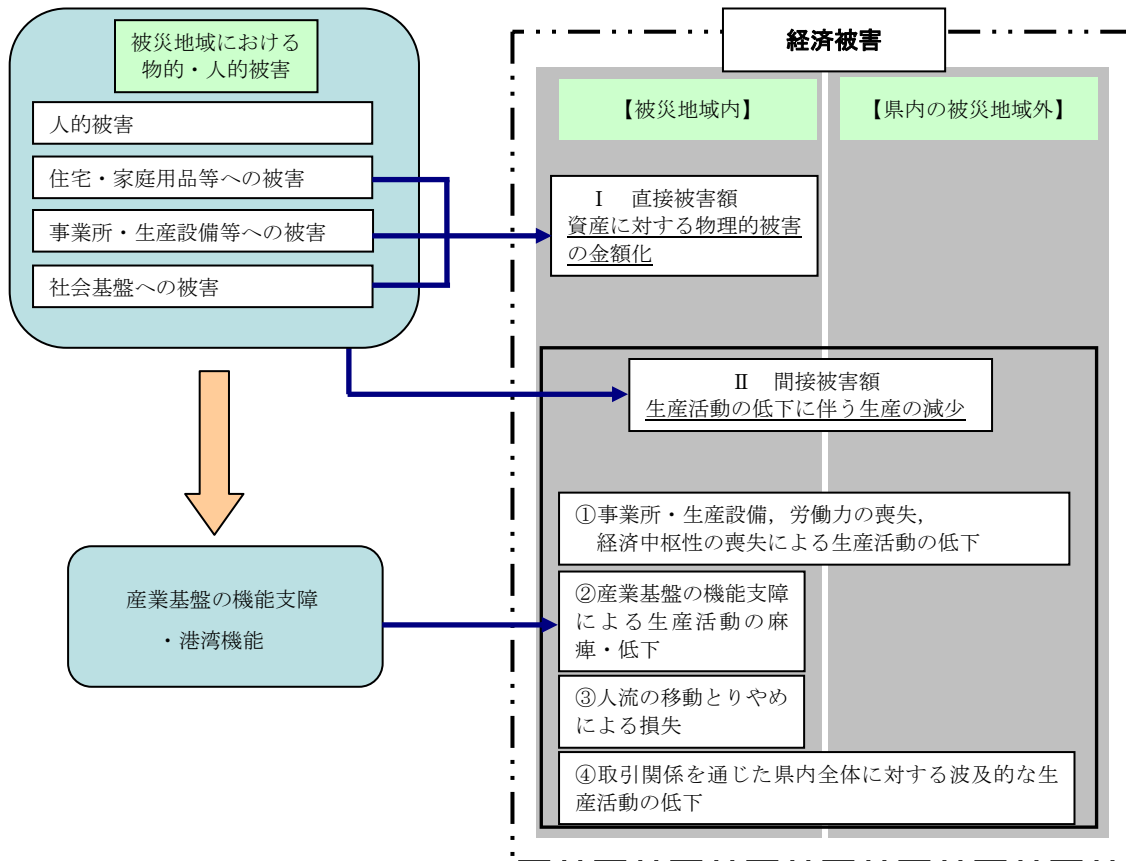 被災地域における
物的・人的被害
人的被害
住宅・家庭用品等への被害
事業所・生産設備等への被害
社会基盤への被害
産業基盤の機能支障
・港湾機能
経済被害
【被災地域内】
【県内の被災地域外】
Ⅰ 直接被害額
資産に対する物理的被害
の金額化
Ⅱ 間接被害額
生産活動の低下に伴う生産の減少
①事業所・生産設備，労働力の喪失，
経済中枢性の喪失による生産活動の低下
②産業基盤の機能支障
による生産活動の麻
痺・低下
③人流の移動とりやめ
による損失
④取引関係を通じた県内全体に対する波及的な生
産活動の低下